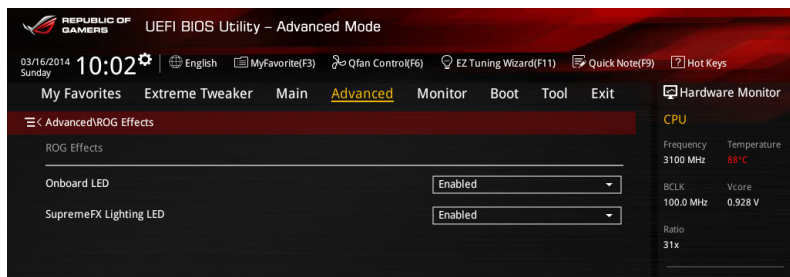 REPUBLIC OF
GAMERS
UEFI BIOS Utility – Advanced Mode
03/16/2014
Sunday
10:02
English
MyFavorite(F3)
Qfan Control(F6)
EZ Tuning Wizard(F11)
Quick Note(F9)
? Hot Keys
My Favorites
Extreme Tweaker
Main
Advanced
Monitor
Boot
Tool
Exit
Hardware Monitor
< Advanced\ROG Effects
ROG Effects
Onboard LED Enabled
SupremeFX Lighting LED Enabled
CPU
Frequency Temperature
3100 MHz 88°C
BCLK Vcore
100.0 MHz 0.928 V
Ratio
31x